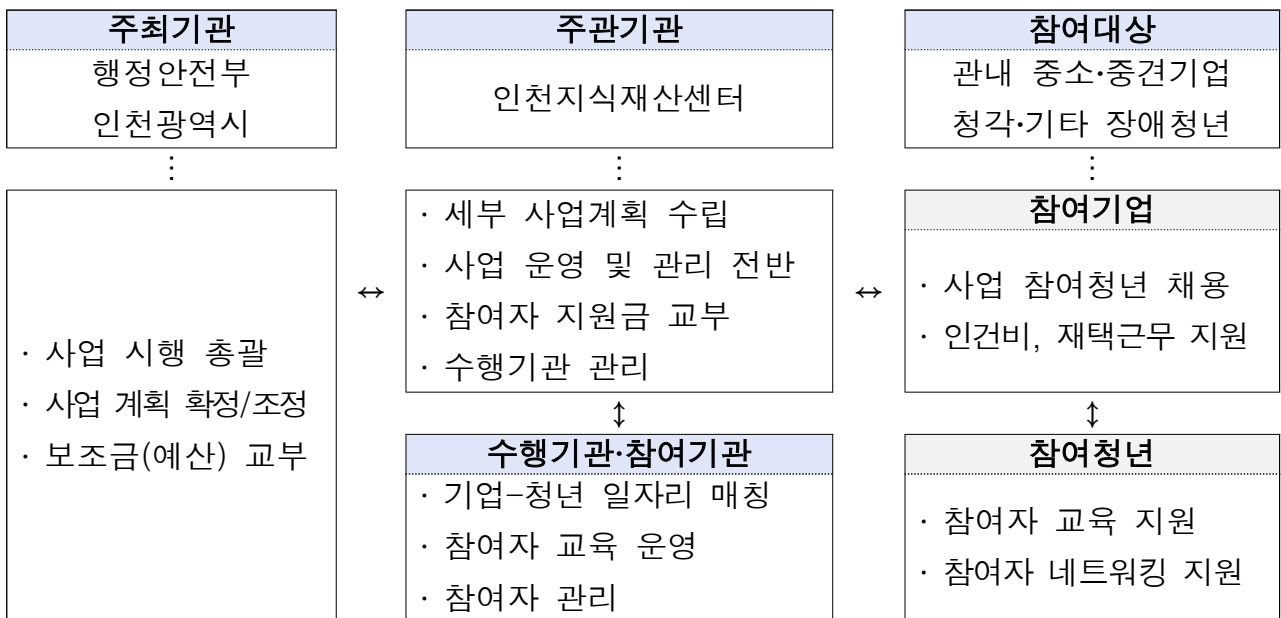 주최기관
행정안전부
인천광역시
⋮
· 사업 시행 총괄
· 사업 계획 확정/조정
· 보조금(예산) 교부
↔
주관기관
인천지식재산센터
⋮
· 세부 사업계획 수립
· 사업 운영 및 관리 전반
· 참여자 지원금 교부
· 수행기관 관리
↕
수행기관·참여기관
· 기업-청년 일자리 매칭
· 참여자 교육 운영
· 참여자 관리
↔
참여대상
관내 중소·중견기업
청각·기타 장애청년
⋮
참여기업
· 사업 참여청년 채용
· 인건비, 재택근무 지원
↕
참여청년
· 참여자 교육 지원
· 참여자 네트워킹 지원